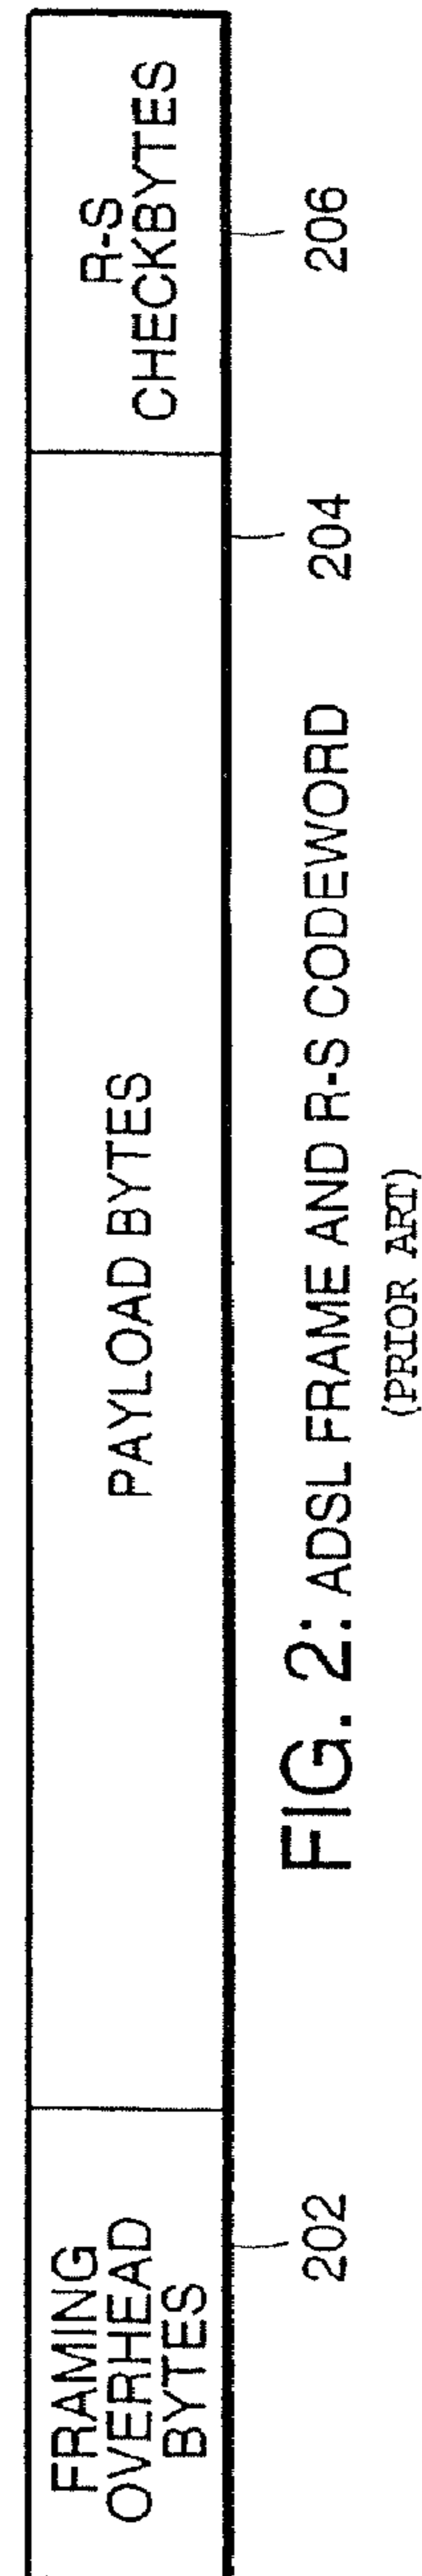 FRAMING
OVERHEAD
BYTES
PAYLOAD BYTES
R-S
CHECKBYTES
202
204
206
FIG. 2: ADSL FRAME AND R-S CODEWORD
(PRIOR ART)